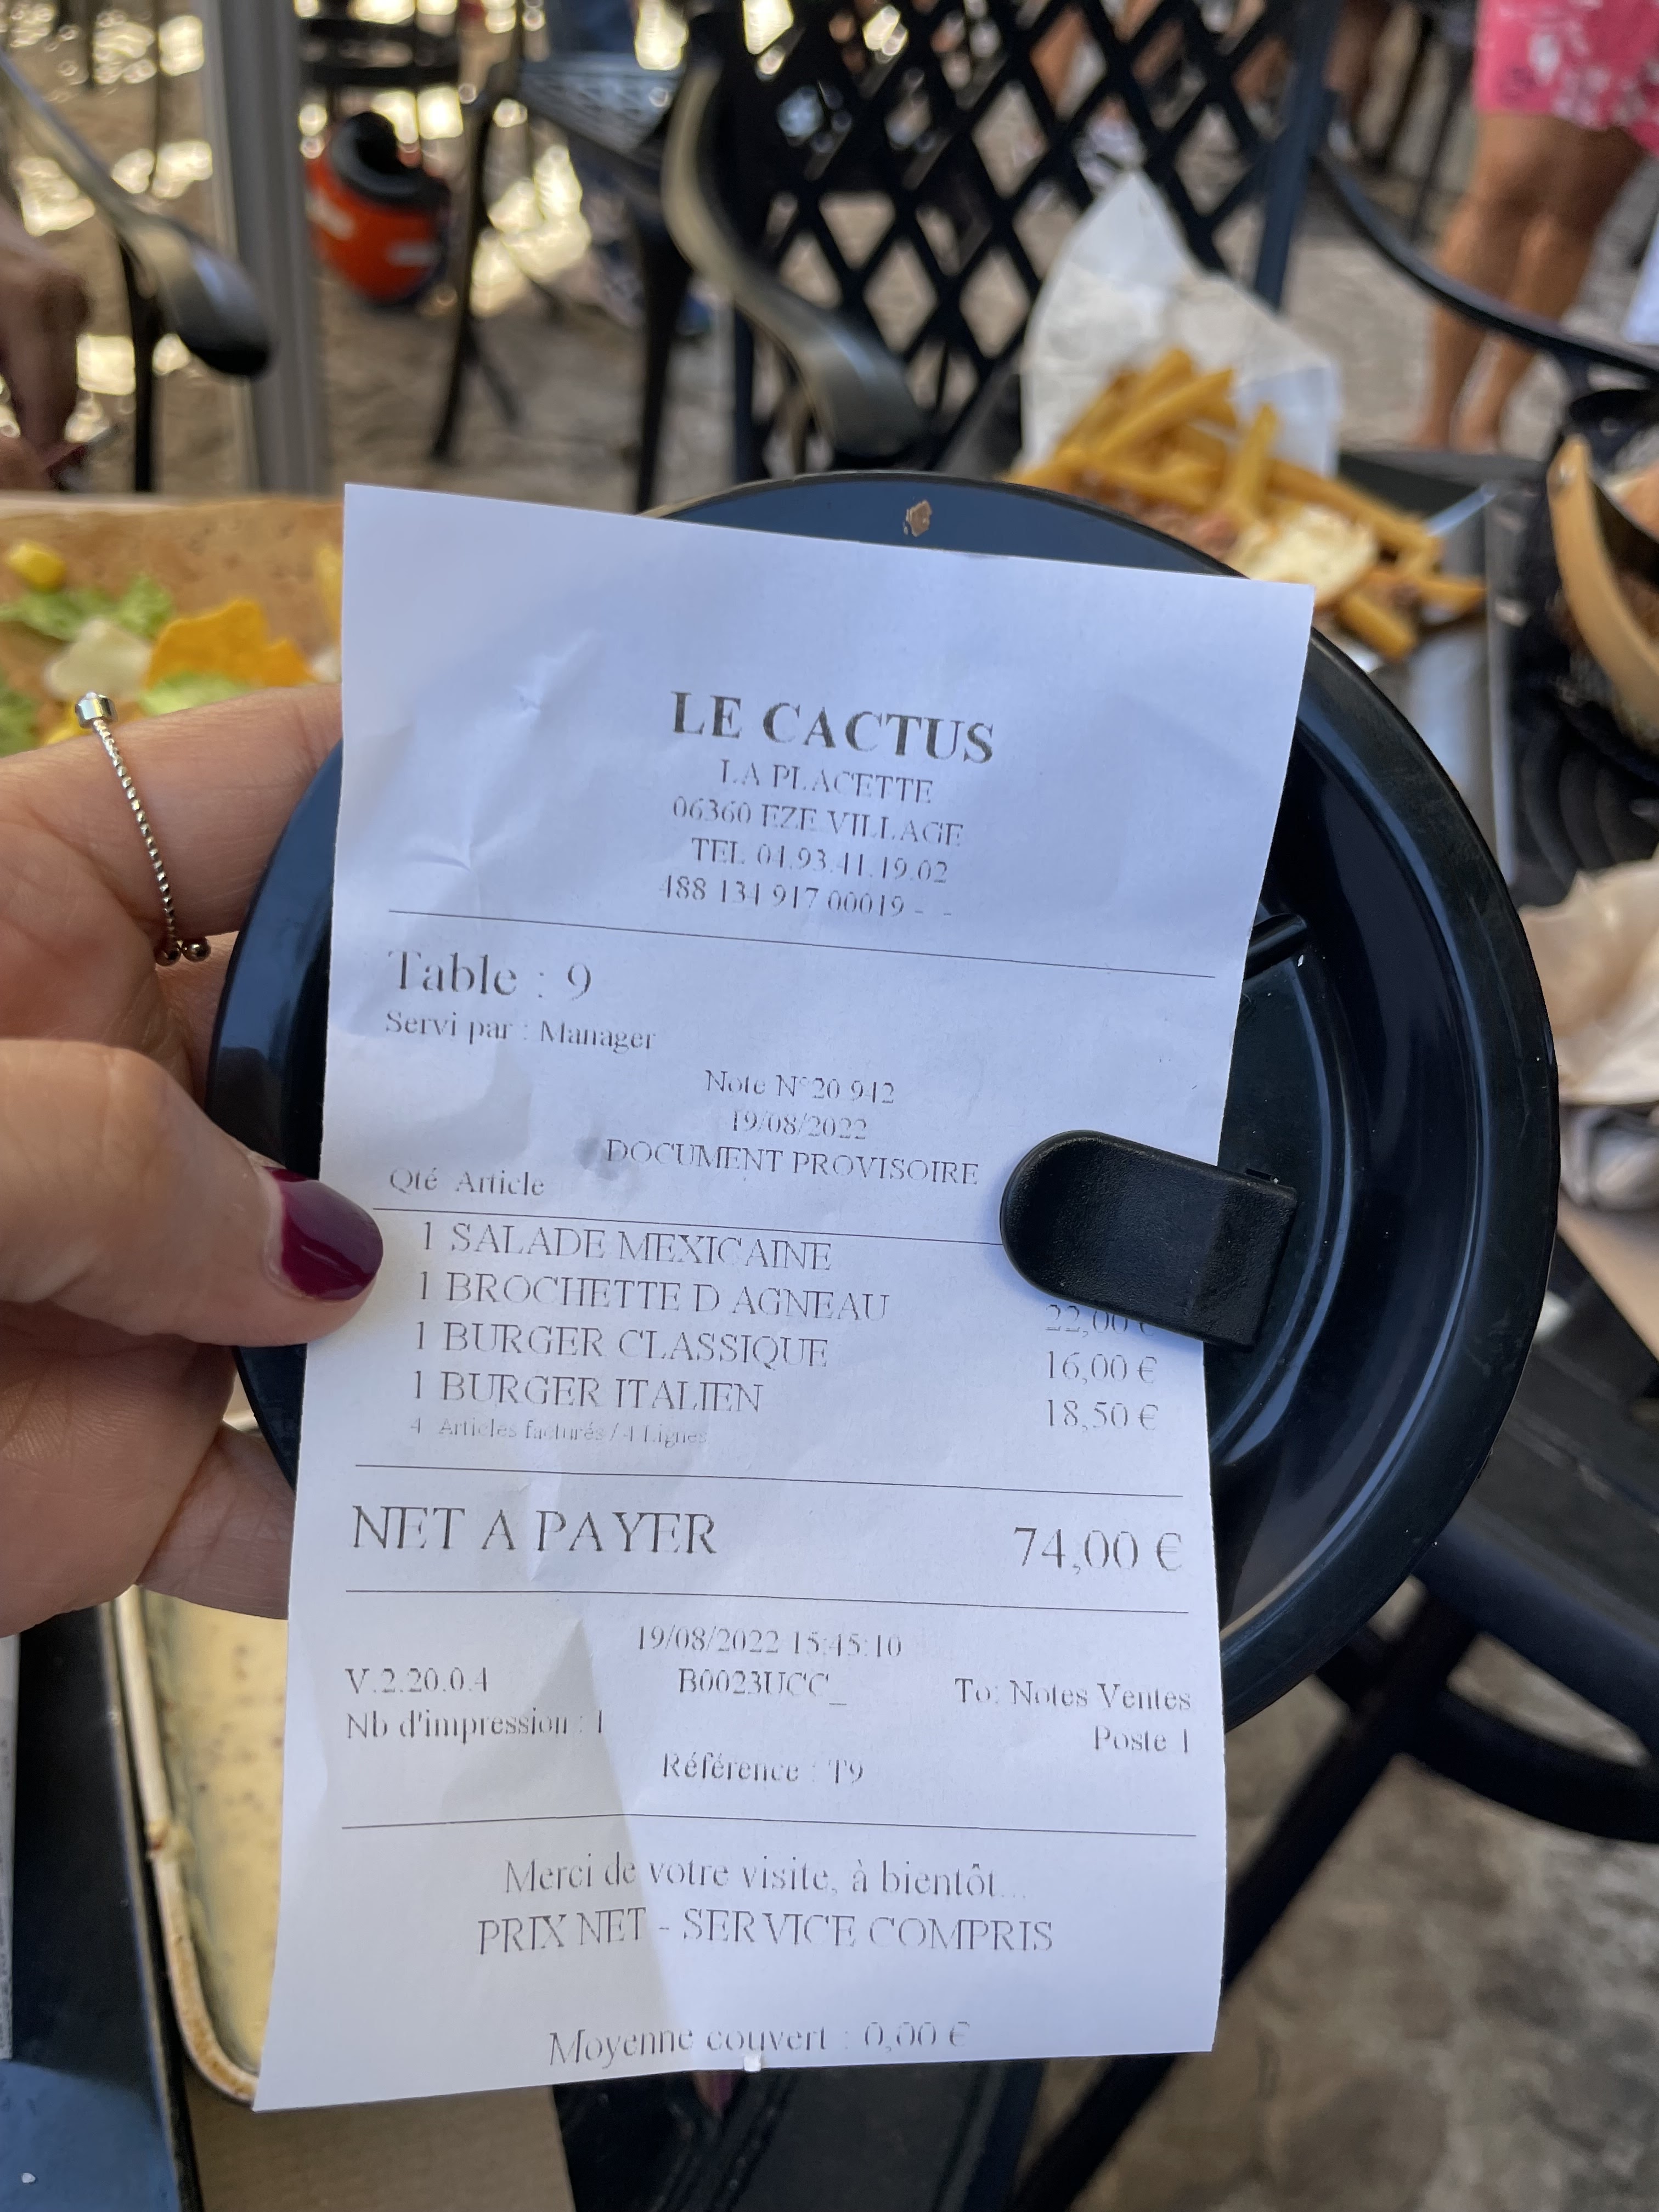 LE CACTUS
LA PLACETTE
06360 EZE VILLAGE
TEL 04.93.41.19.02
488 134 917 00019 - -
Table : 9
Servi par : Manager
Note N°20 942
19/08/2022
DOCUMENT PROVISOIRE
Qté Article
1 SALADE MEXICAINE
1 BROCHETTE D AGNEAU 22,00 €
1 BURGER CLASSIQUE 16,00 €
1 BURGER ITALIEN 18,50 €
4 Articles facturés / 4 Lignes
NET A PAYER 74,00 €
19/08/2022 15:45:10
V.2.20.0.4 B0023UCC_ To: Notes Ventes
Nb d'impression : 1 Poste 1
Référence : T9
Merci de votre visite, à bientôt...
PRIX NET - SERVICE COMPRIS
Moyenne couvert : 0,00 €